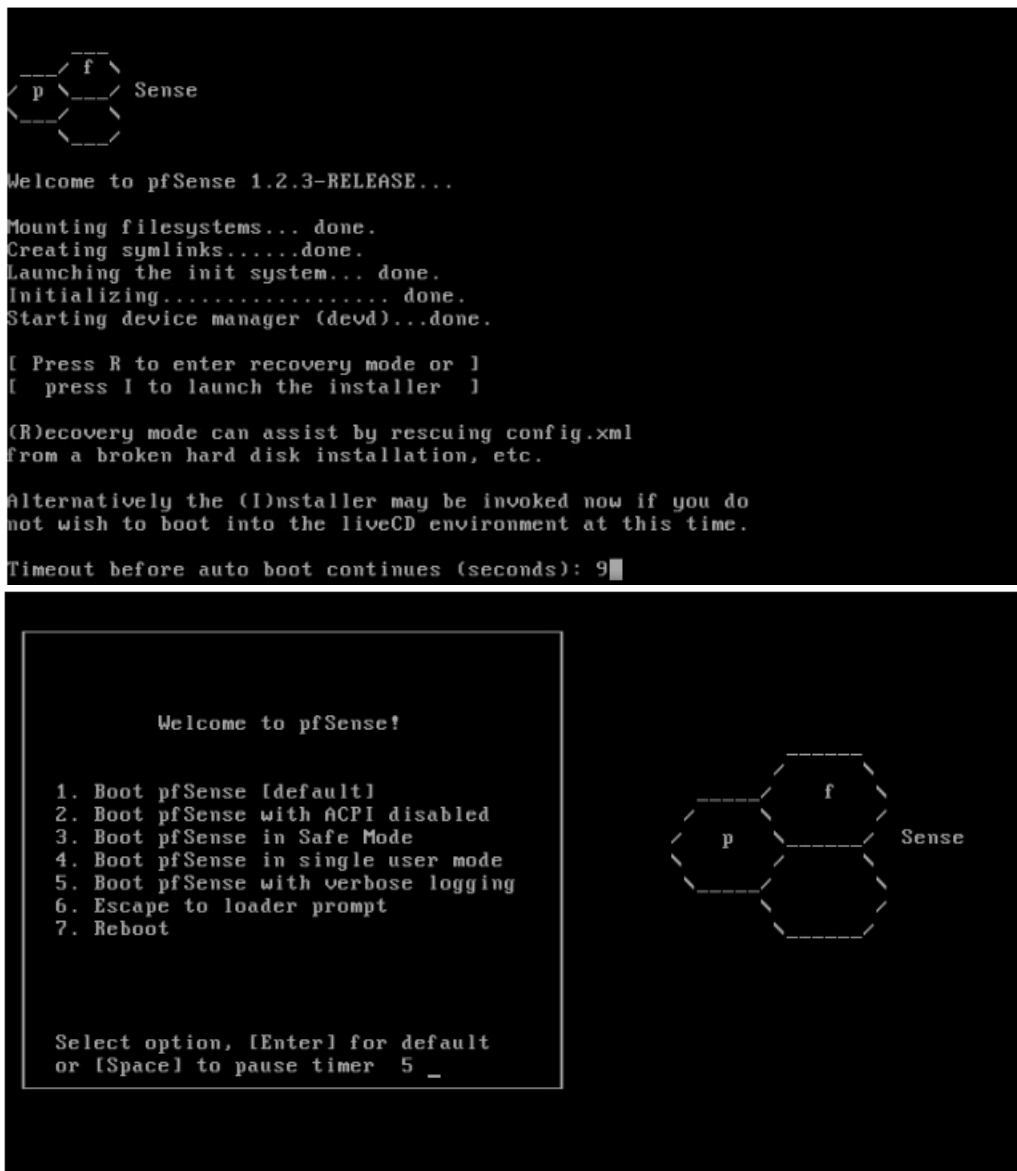 f
p Sense
Welcome to pfSense 1.2.3-RELEASE...
Mounting filesystems... done.
Creating symlinks......done.
Launching the init system... done.
Initializing.................. done.
Starting device manager (devd)...done.
[ Press R to enter recovery mode or ]
[ press I to launch the installer ]
(R)ecovery mode can assist by rescuing config.xml
from a broken hard disk installation, etc.
Alternatively the (I)nstaller may be invoked now if you do
not wish to boot into the liveCD environment at this time.
Timeout before auto boot continues (seconds): 9
Welcome to pfSense!
1. Boot pfSense [default]
2. Boot pfSense with ACPI disabled
3. Boot pfSense in Safe Mode
4. Boot pfSense in single user mode
5. Boot pfSense with verbose logging
6. Escape to loader prompt
7. Reboot
Select option, [Enter] for default
or [Space] to pause timer 5 _
f
p Sense